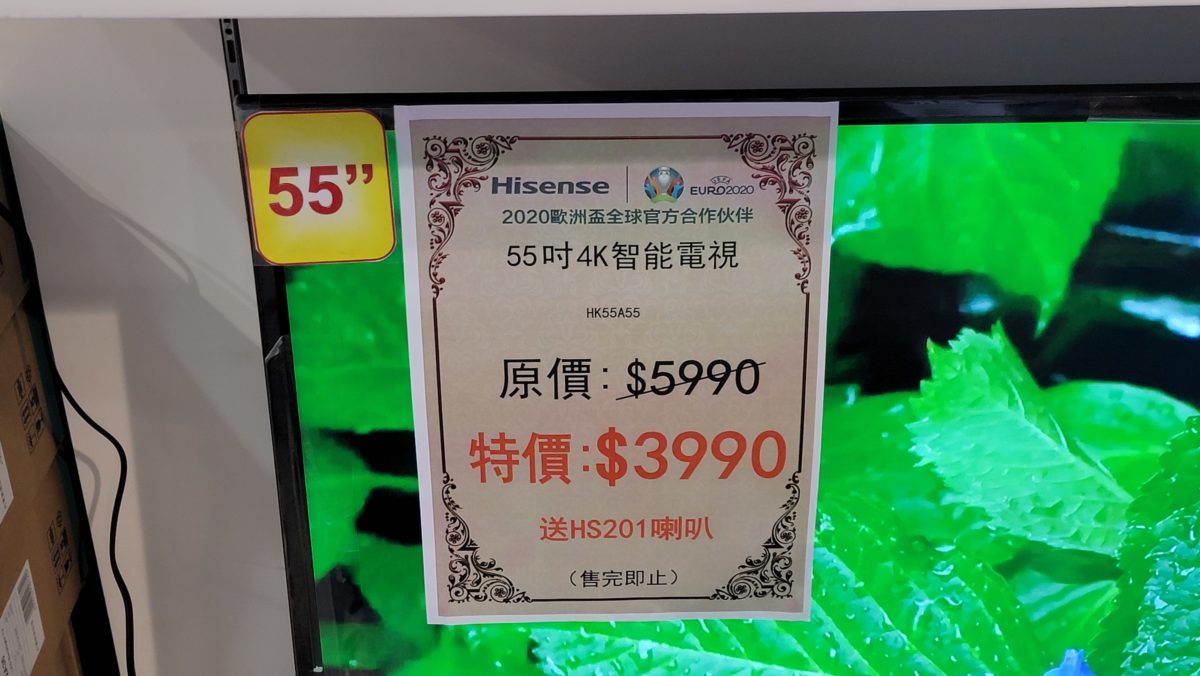 55”
Hisense
UEFA
EURO2020
2020歐洲盃全球官方合作伙伴
55吋4K智能電視
HK55A55
原價：$5990
特價：$3990
送HS201喇叭
（售完即止）